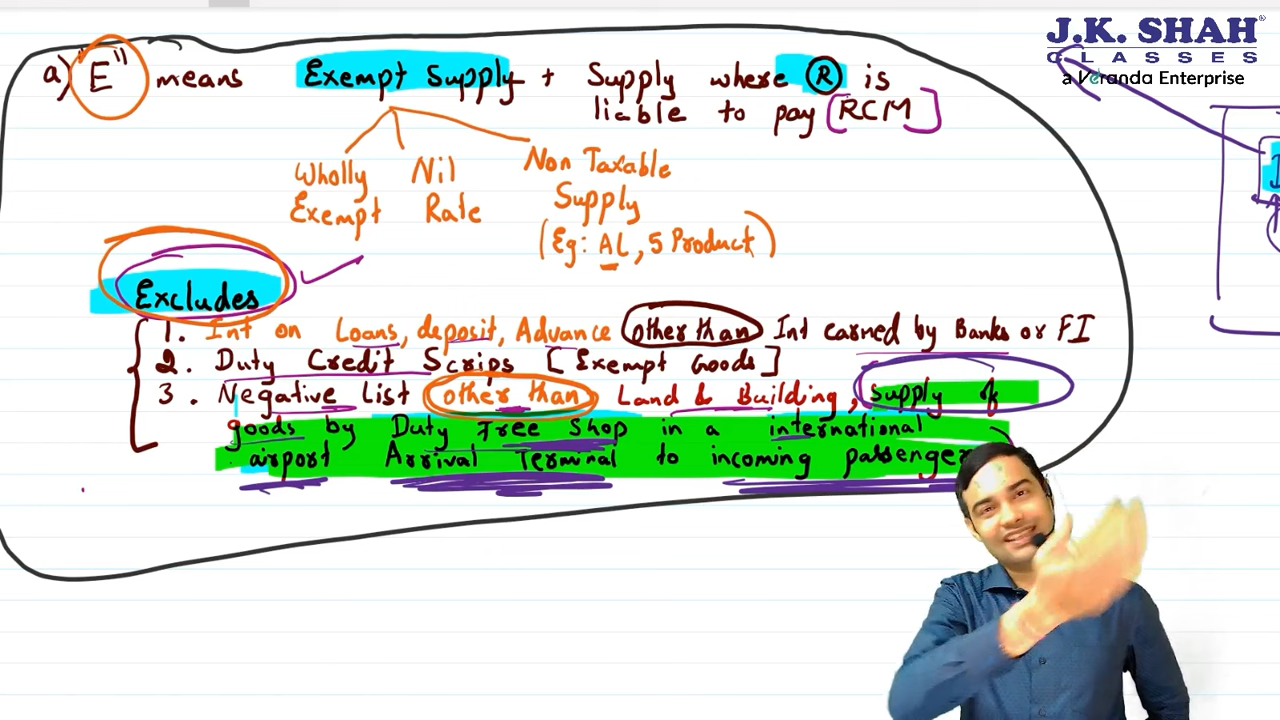 J.K. SHAH®
CLASSES
a Veranda Enterprise
a) "E" means Exempt Supply + Supply where (R) is
liable to pay [RCM]
Wholly Exempt
Nil Rate
Non Taxable Supply
(Eg: AL, 5 Product)
Excludes
1. Int on Loans, deposit, Advance other than Int earned by Banks or FI
2. Duty Credit Scrips [Exempt Goods]
3. Negative List other than Land & Building, supply of
goods by Duty Free Shop in a international
airport Arrival Terminal to incoming passenger